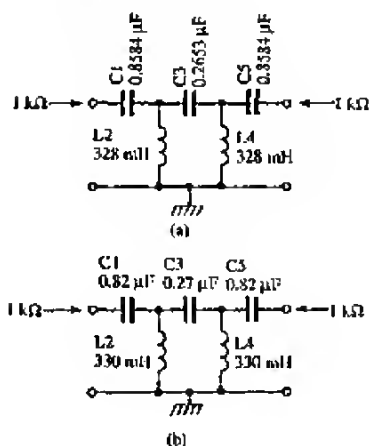 C1
0.8584 µF
C3
0.2653 µF
C5
0.8584 µF
1 kΩ
1 kΩ
L2
328 mH
L4
328 mH
(a)
C1
0.82 µF
C3
0.27 µF
C5
0.82 µF
1 kΩ
1 kΩ
L2
330 mH
L4
330 mH
(b)